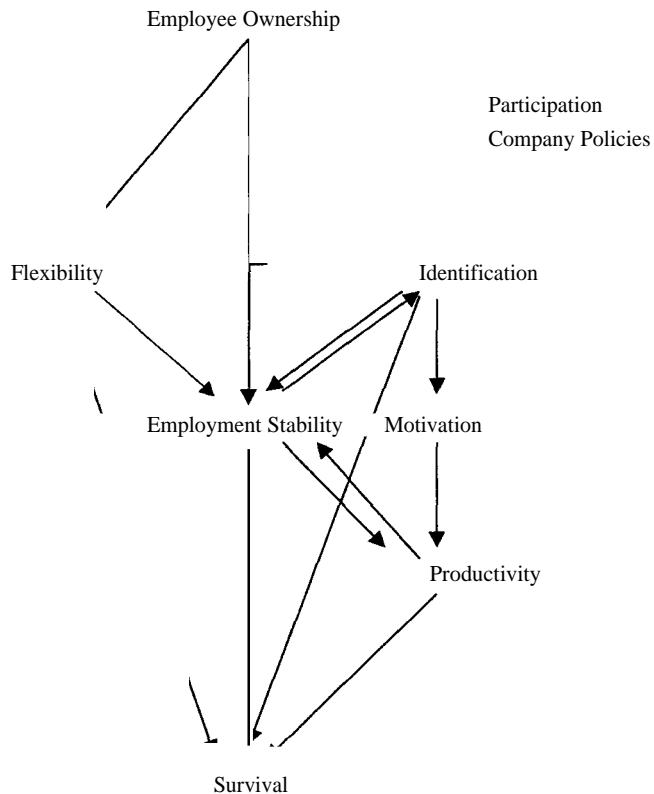 Employee Ownership
Participation
Company Policies
Flexibility
Identification
Employment Stability
Motivation
Productivity
Survival